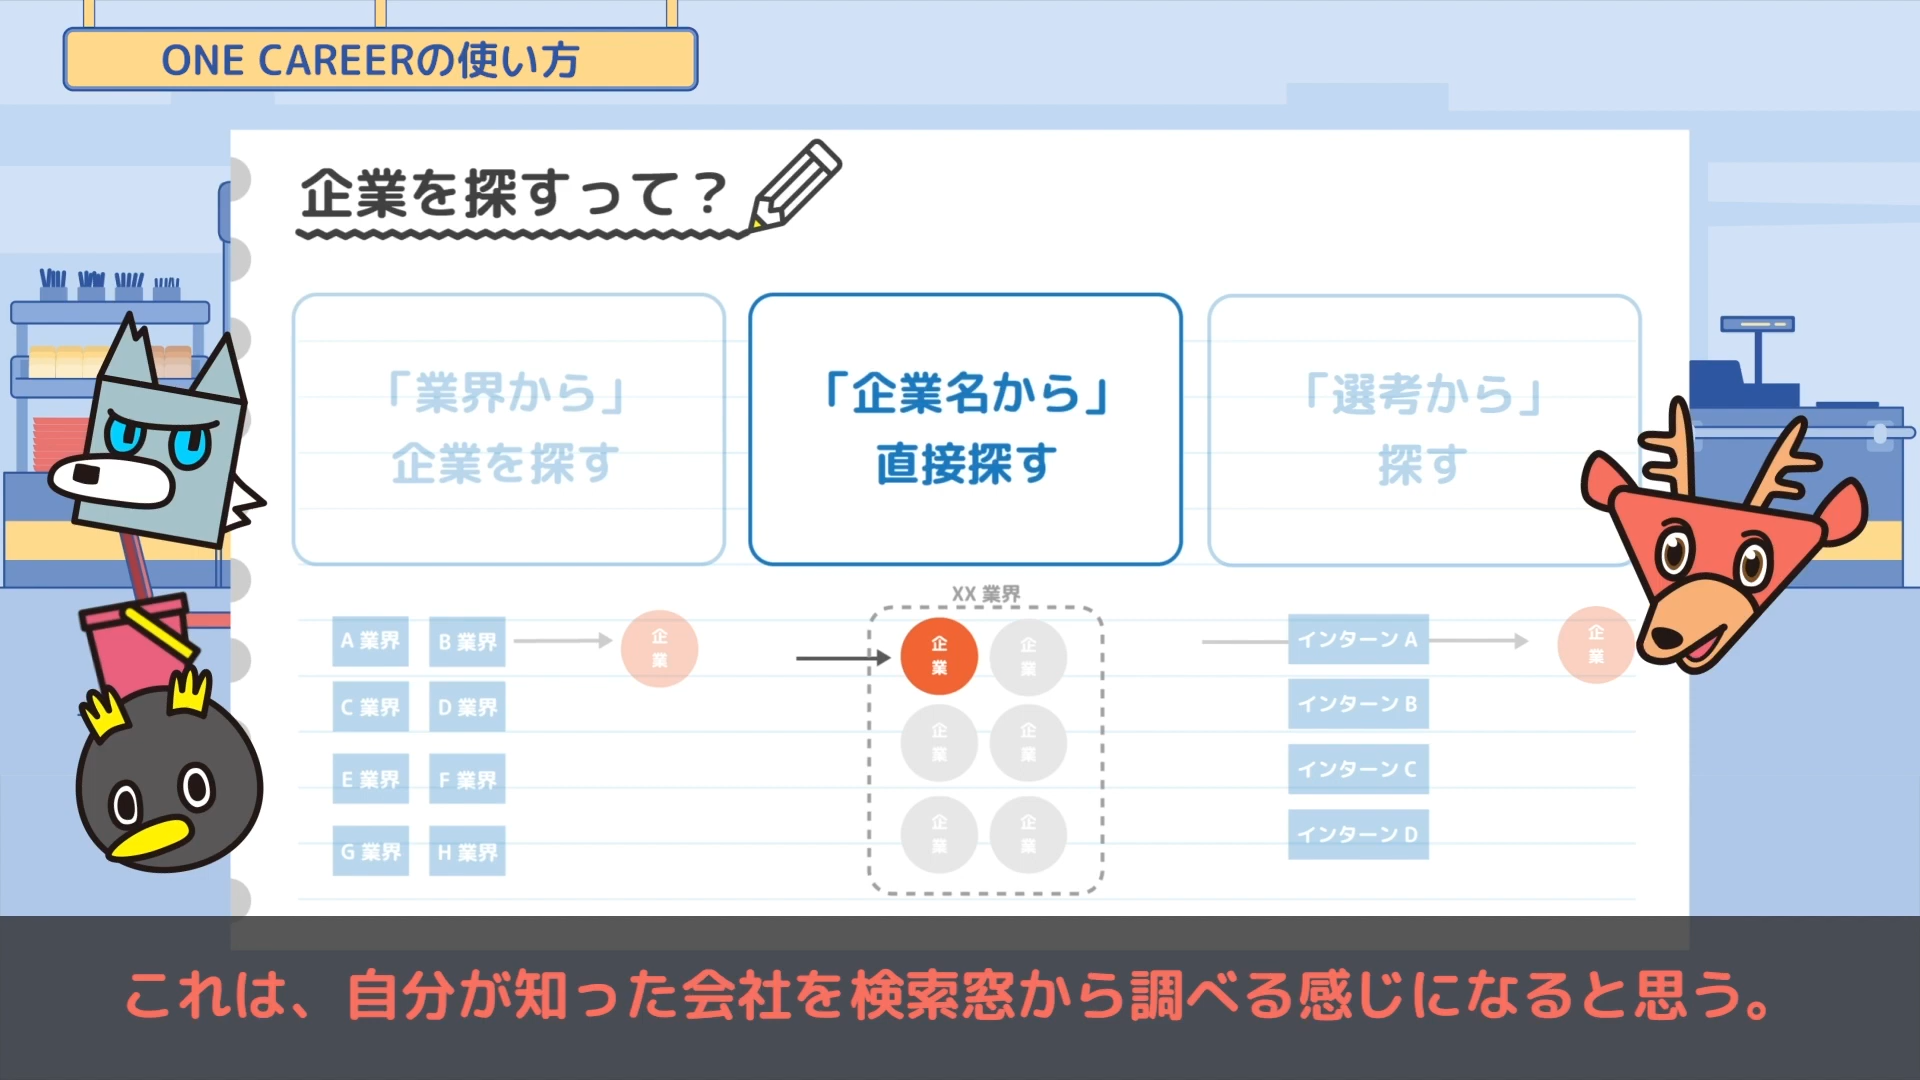 ONE CAREERの使い方
企業を探すって？
「業界から」
企業を探す
「企業名から」
直接探す
「選考から」
探す
A 業界
B 業界
C 業界
D 業界
E 業界
F 業界
G 業界
H 業界
企
業
XX 業界
企
業
企
業
企
業
企
業
企
業
企
業
インターン A
インターン B
インターン C
インターン D
企
業
これは、自分が知った会社を検索窓から調べる感じになると思う。